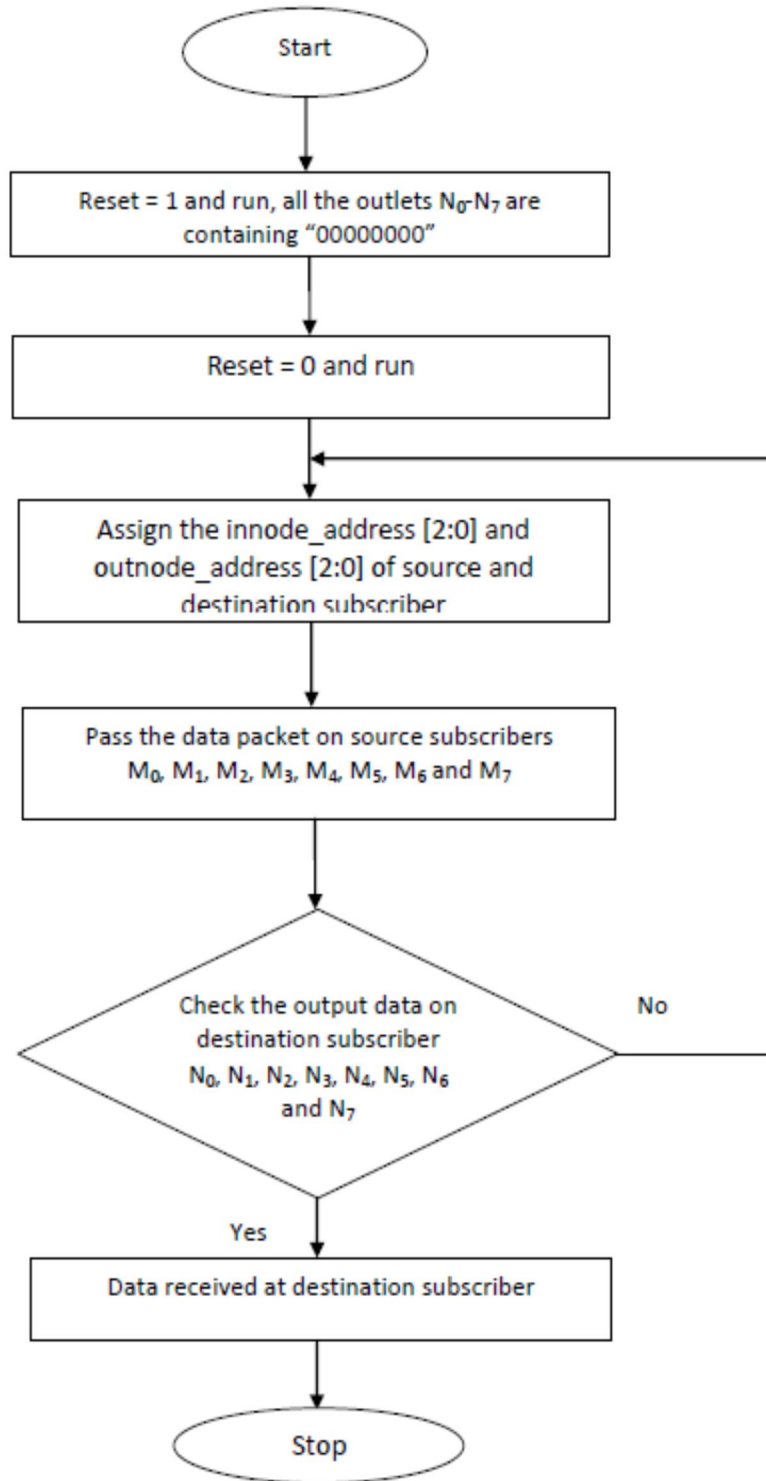 Start
Reset = 1 and run, all the outlets N₀-N₇ are
containing “00000000”
Reset = 0 and run
Assign the innode_address [2:0] and
outnode_address [2:0] of source and
destination subscriber
Pass the data packet on source subscribers
M₀, M₁, M₂, M₃, M₄, M₅, M₆ and M₇
Check the output data on
destination subscriber
N₀, N₁, N₂, N₃, N₄, N₅, N₆
and N₇
No
Yes
Data received at destination subscriber
Stop